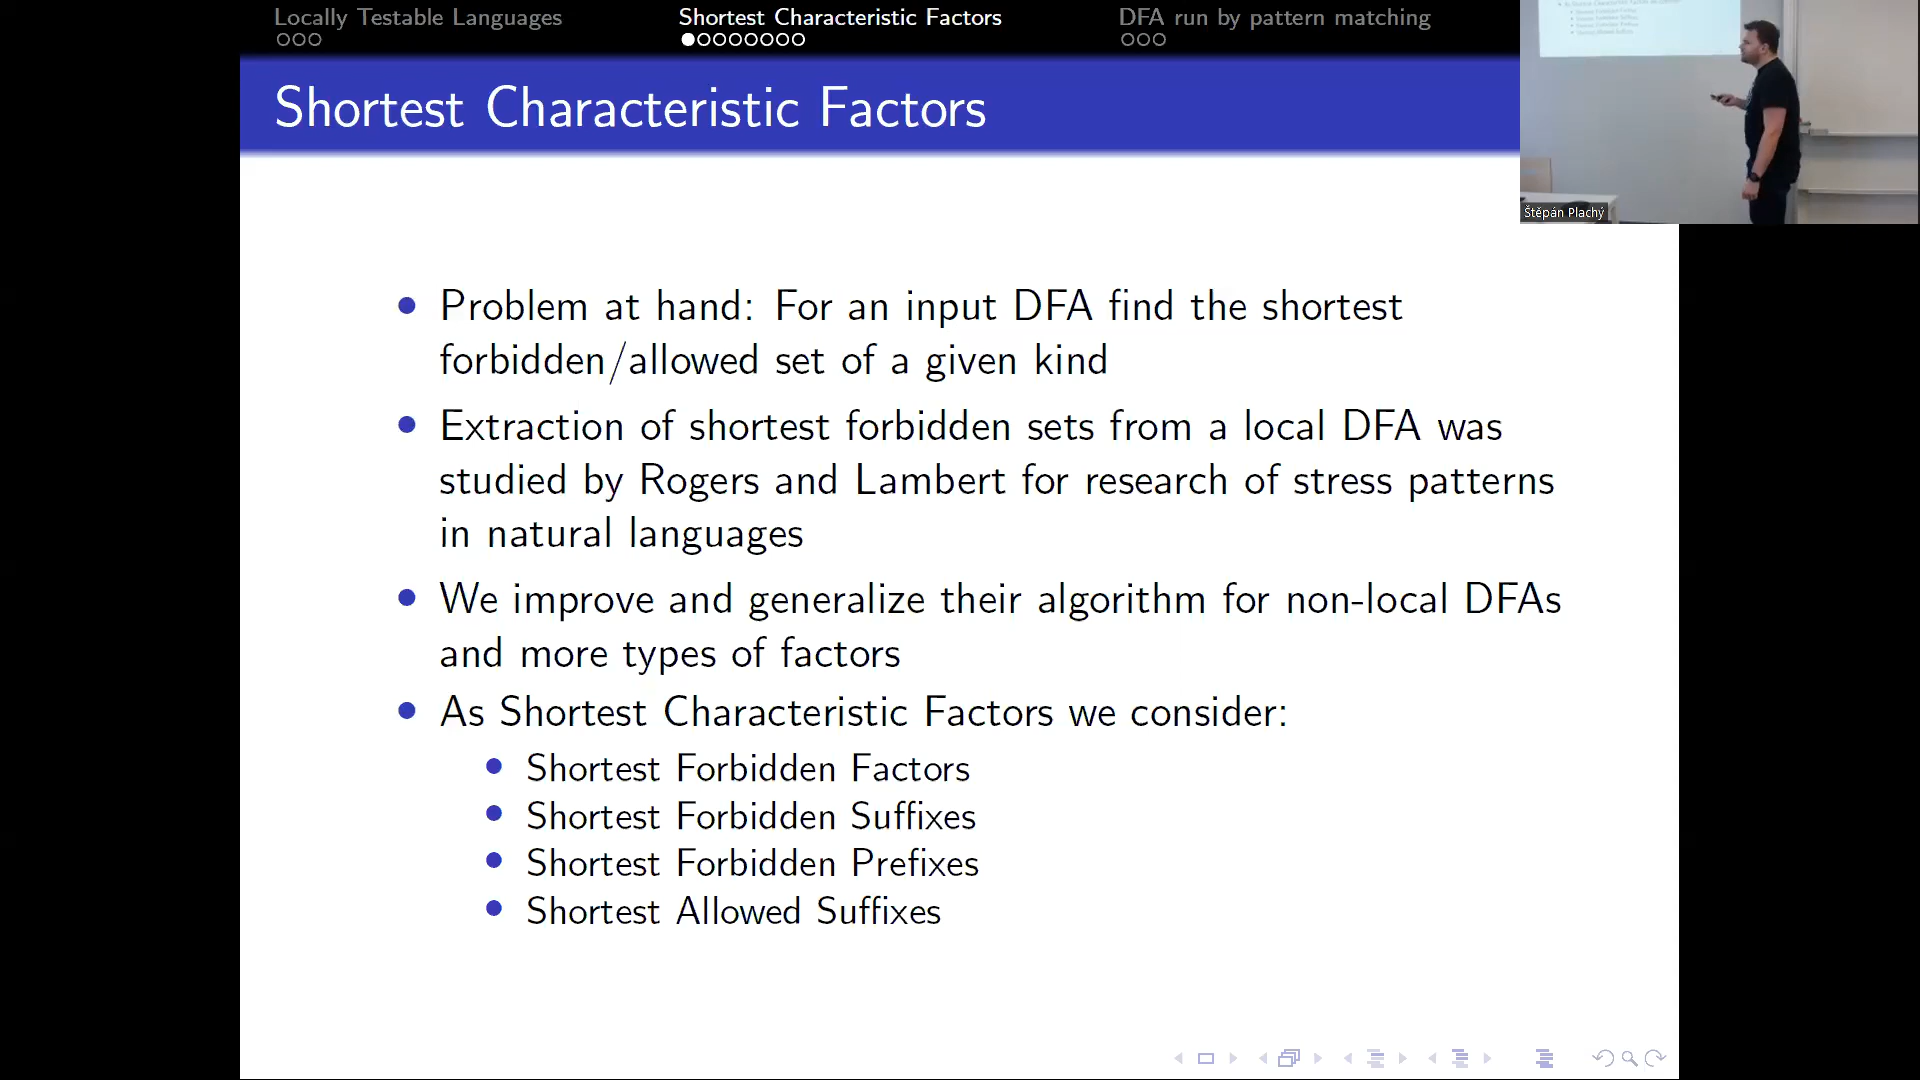 Locally Testable Languages
Shortest Characteristic Factors
DFA run by pattern matching
Shortest Characteristic Factors
Štěpán Plachý
Problem at hand: For an input DFA find the shortest
forbidden/allowed set of a given kind
Extraction of shortest forbidden sets from a local DFA was
studied by Rogers and Lambert for research of stress patterns
in natural languages
We improve and generalize their algorithm for non-local DFAs
and more types of factors
As Shortest Characteristic Factors we consider:
Shortest Forbidden Factors
Shortest Forbidden Suffixes
Shortest Forbidden Prefixes
Shortest Allowed Suffixes